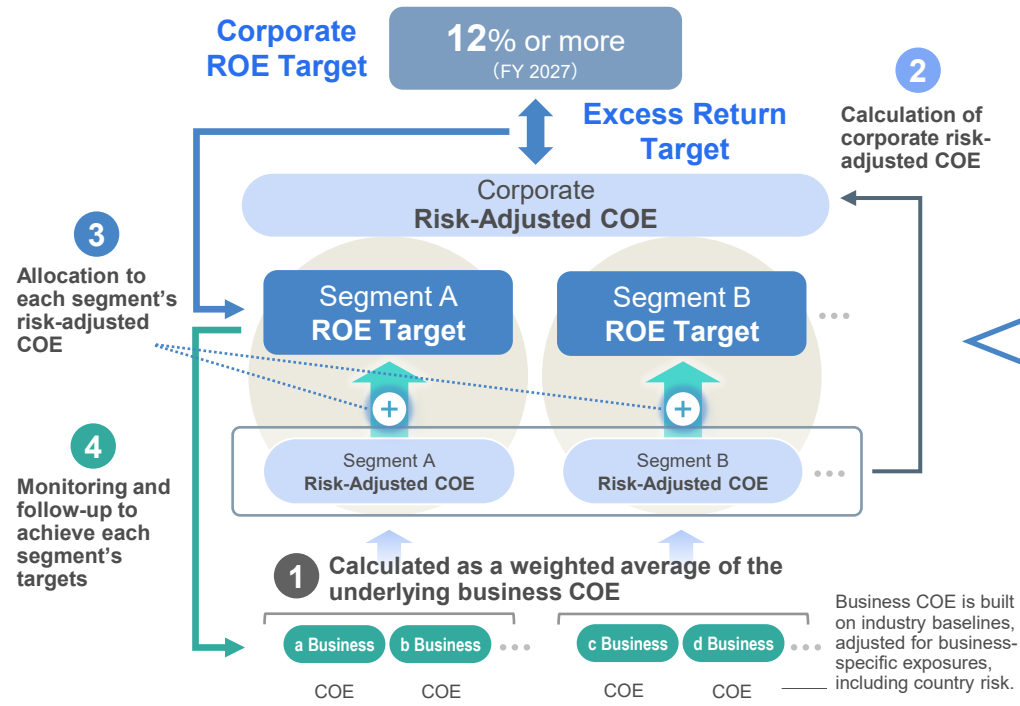 Corporate
ROE Target
12% or more
(FY 2027)
Excess Return
Target
2
Calculation of
corporate risk-
adjusted COE
Corporate
Risk-Adjusted COE
3
Allocation to
each segment's
risk-adjusted
COE
Segment A
ROE Target
Segment B
ROE Target
...
+
+
4
Monitoring and
follow-up to
achieve each
segment's
targets
Segment A
Risk-Adjusted COE
Segment B
Risk-Adjusted COE
...
1
Calculated as a weighted average of the
underlying business COE
a Business
b Business
...
c Business
d Business
...
COE
COE
COE
COE
Business COE is built
on industry baselines,
adjusted for business-
specific exposures,
including country risk.